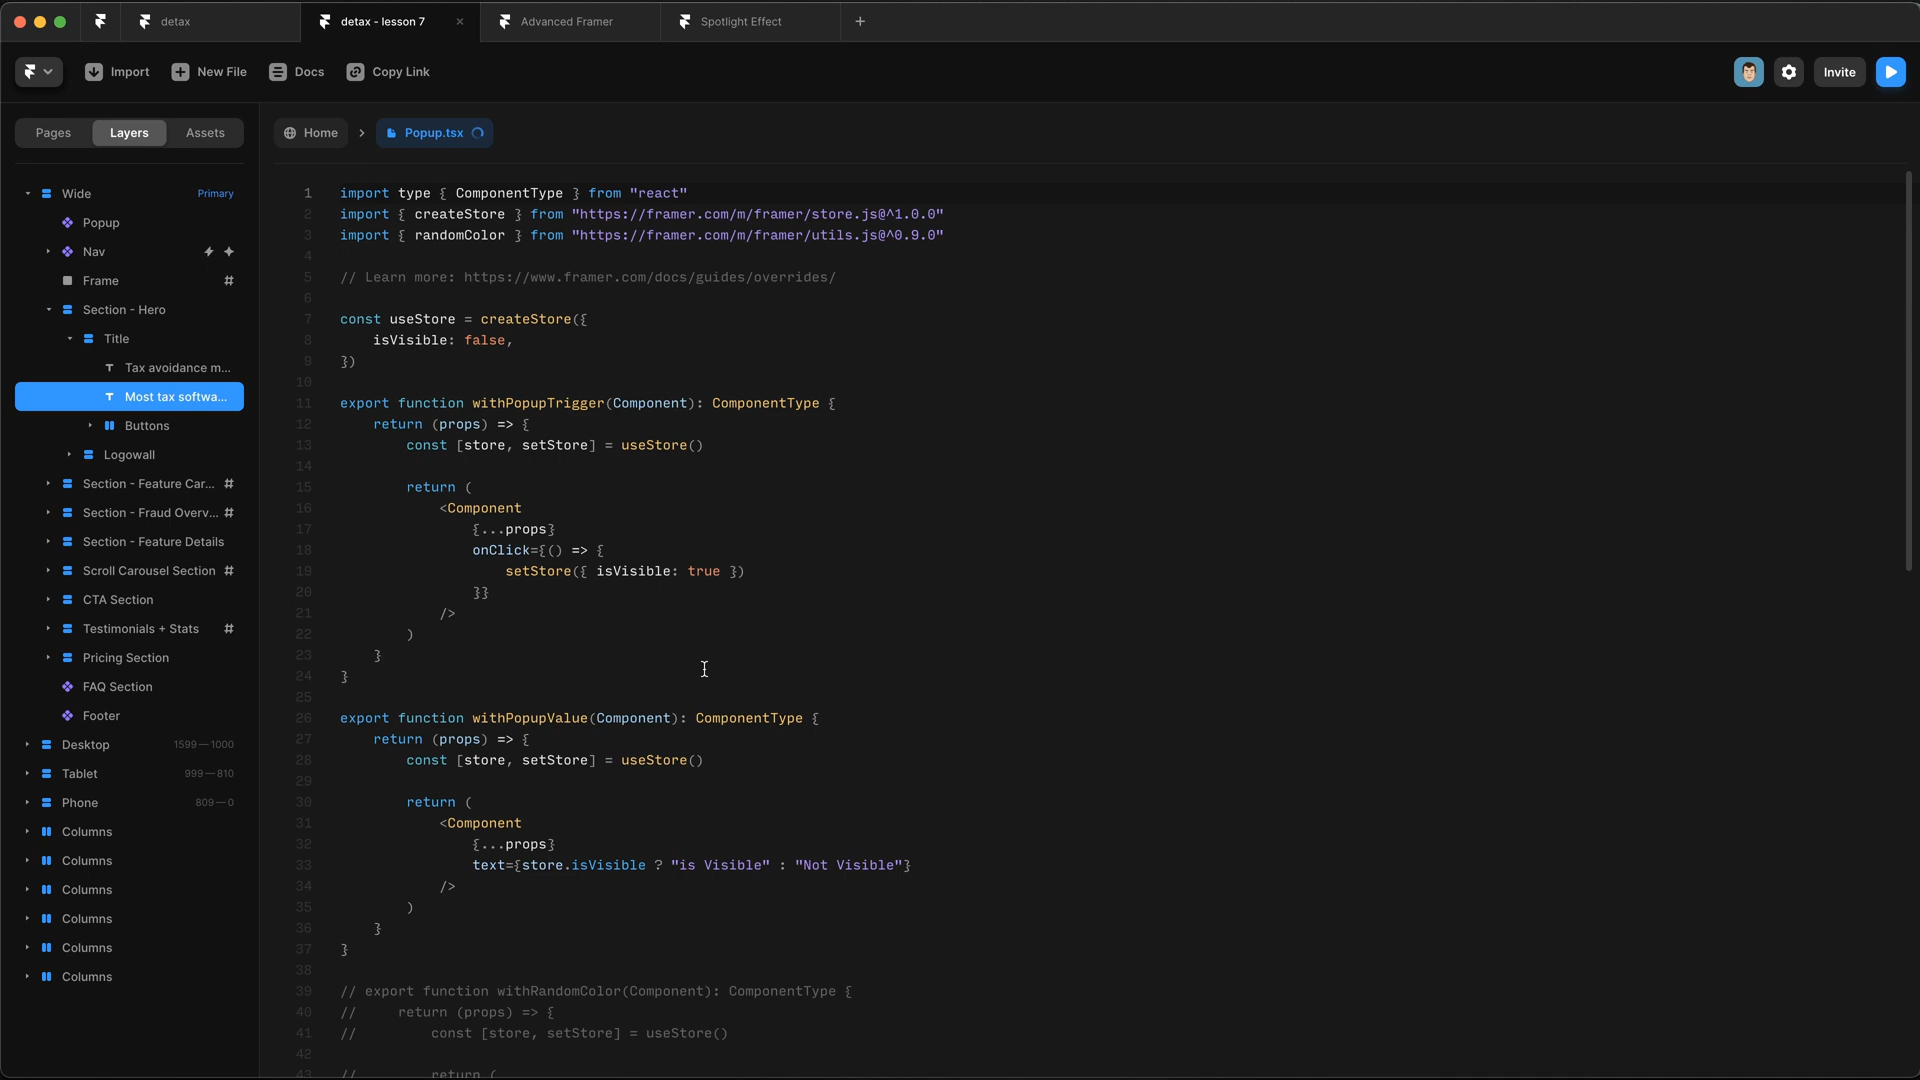 detax
detax - lesson 7
Advanced Framer
Spotlight Effect
Import
New File
Docs
Copy Link
Invite
Pages
Layers
Assets
Home
Popup.tsx
Wide
Primary
Popup
Nav
Frame
Section - Hero
Title
Tax avoidance m...
Most tax softwa...
Buttons
Logowall
Section - Feature Car...
Section - Fraud Overv...
Section - Feature Details
Scroll Carousel Section
CTA Section
Testimonials + Stats
Pricing Section
FAQ Section
Footer
Desktop 1599—1000
Tablet 999—810
Phone 809—0
Columns
Columns
Columns
Columns
Columns
Columns
1 import type { ComponentType } from "react"
2 import { createStore } from "https://framer.com/m/framer/store.js@^1.0.0"
3 import { randomColor } from "https://framer.com/m/framer/utils.js@^0.9.0"
4
5 // Learn more: https://www.framer.com/docs/guides/overrides/
6
7 const useStore = createStore({
8 isVisible: false,
9 })
10
11 export function withPopupTrigger(Component): ComponentType {
12 return (props) => {
13 const [store, setStore] = useStore()
14
15 return (
16 <Component
17 {...props}
18 onClick={() => {
19 setStore({ isVisible: true })
20 }}
21 />
22 )
23 }
24 }
25
26 export function withPopupValue(Component): ComponentType {
27 return (props) => {
28 const [store, setStore] = useStore()
29
30 return (
31 <Component
32 {...props}
33 text={store.isVisible ? "is Visible" : "Not Visible"}
34 />
35 )
36 }
37 }
38
39 // export function withRandomColor(Component): ComponentType {
40 // return (props) => {
41 // const [store, setStore] = useStore()
42
43 // return (